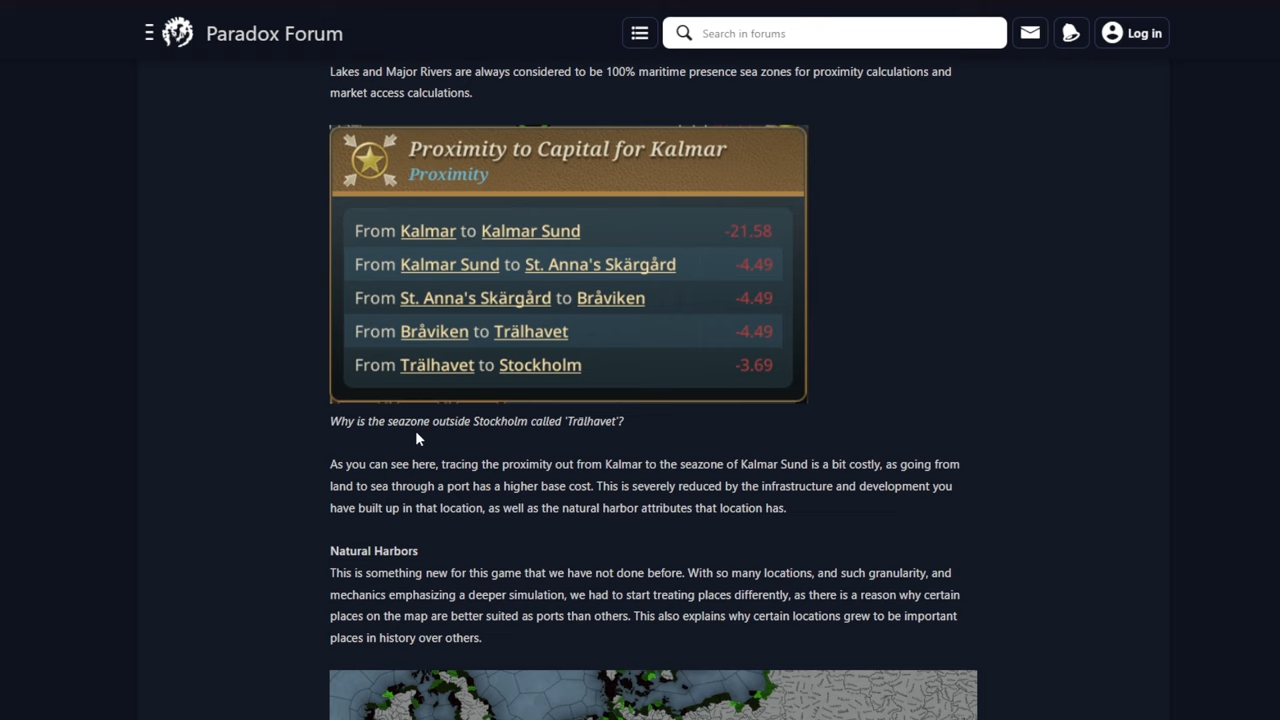 Paradox Forum
Search in forums
Log in
Lakes and Major Rivers are always considered to be 100% maritime presence sea zones for proximity calculations and
market access calculations.
Proximity to Capital for Kalmar
Proximity
From Kalmar to Kalmar Sund -21.58
From Kalmar Sund to St. Anna's Skärgård -4.49
From St. Anna's Skärgård to Bråviken -4.49
From Bråviken to Trälhavet -4.49
From Trälhavet to Stockholm -3.69
Why is the seazone outside Stockholm called 'Trälhavet'?
As you can see here, tracing the proximity out from Kalmar to the seazone of Kalmar Sund is a bit costly, as going from
land to sea through a port has a higher base cost. This is severely reduced by the infrastructure and development you
have built up in that location, as well as the natural harbor attributes that location has.
Natural Harbors
This is something new for this game that we have not done before. With so many locations, and such granularity, and
mechanics emphasizing a deeper simulation, we had to start treating places differently, as there is a reason why certain
places on the map are better suited as ports than others. This also explains why certain locations grew to be important
places in history over others.